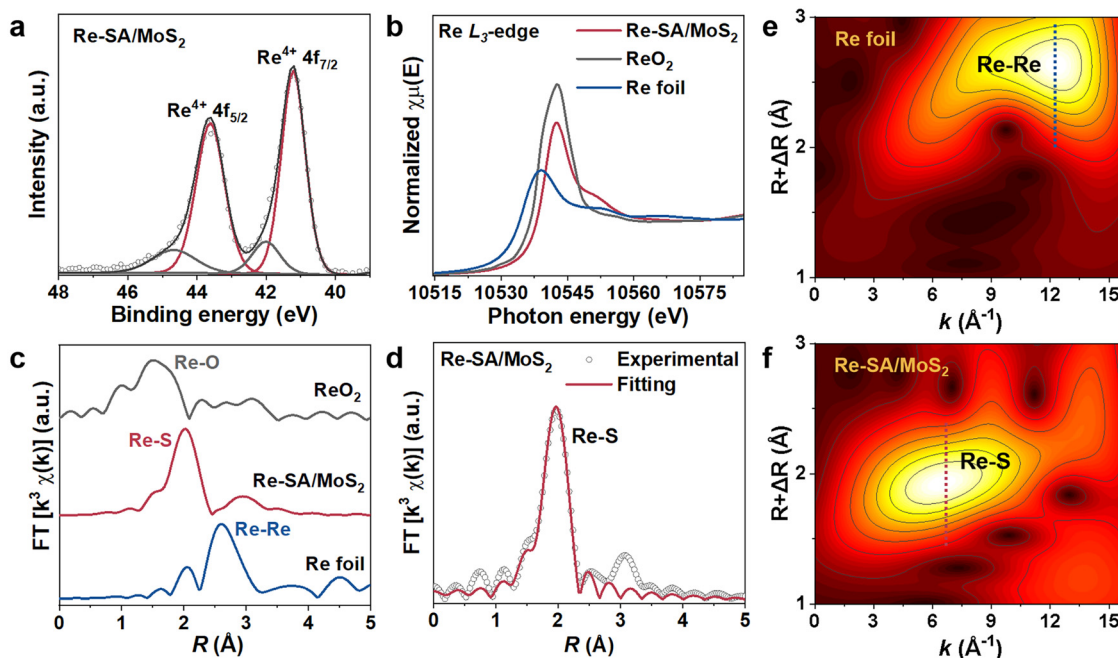 a
Re-SA/MoS₂
Re⁴⁺ 4f₇/₂
Re⁴⁺ 4f₅/₂
Intensity (a.u.)
48 46 44 42 40
Binding energy (eV)
b
Re L₃-edge
Re-SA/MoS₂
ReO₂
Re foil
Normalized χμ(E)
10515 10530 10545 10560 10575
Photon energy (eV)
e
Re foil
Re-Re
R+ΔR (Å)
3
2
1
0 3 6 9 12 15
k (Å⁻¹)
c
Re-O
ReO₂
Re-S
Re-SA/MoS₂
Re-Re
Re foil
FT [k³ χ(k)] (a.u.)
0 1 2 3 4 5
R (Å)
d
Re-SA/MoS₂
Experimental
Fitting
Re-S
FT [k³ χ(k)] (a.u.)
0 1 2 3 4 5
R (Å)
f
Re-SA/MoS₂
Re-S
R+ΔR (Å)
3
2
1
0 3 6 9 12 15
k (Å⁻¹)